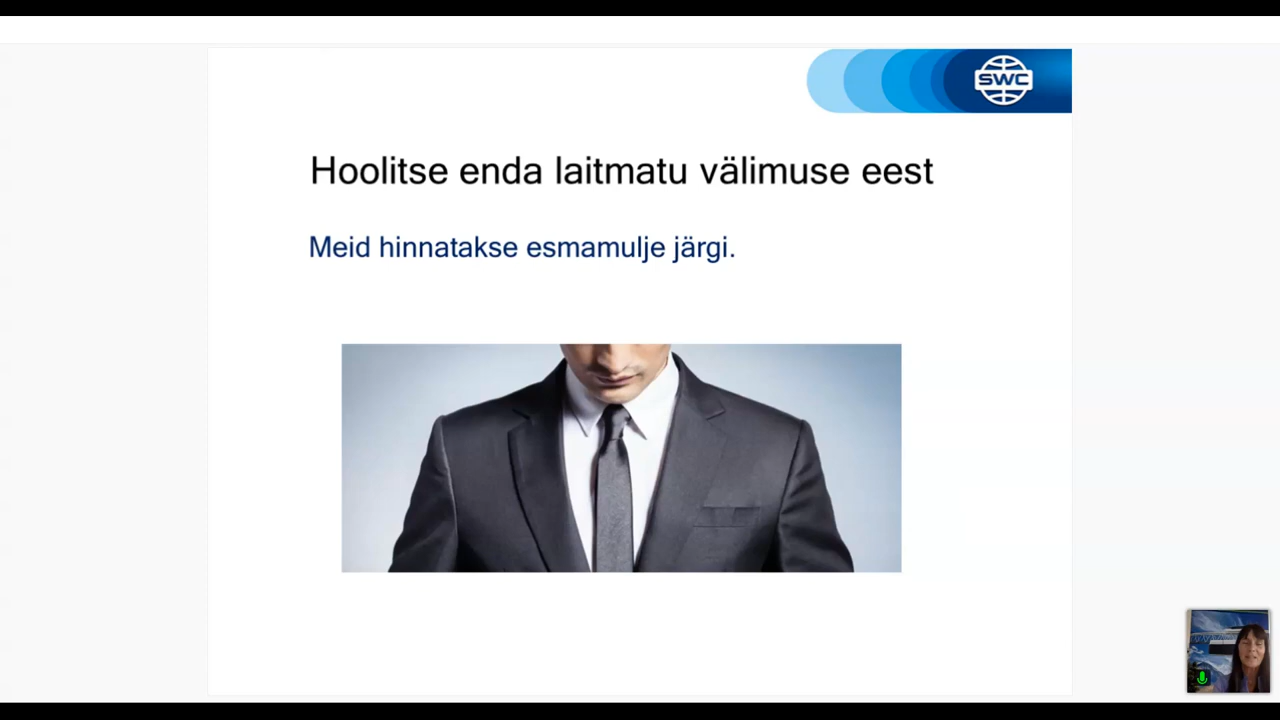 SWC
Hoolitse enda laitmatu välimuse eest
Meid hinnatakse esmamulje järgi.